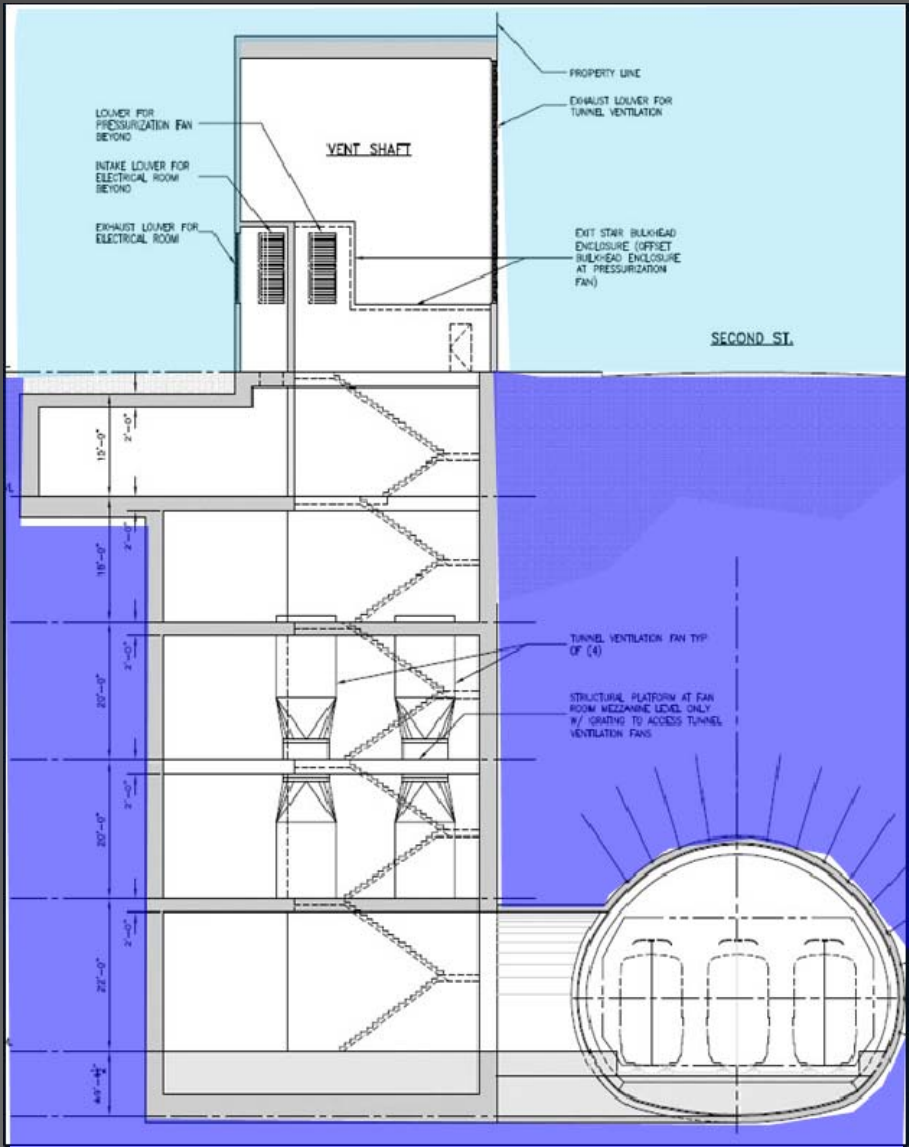 PROPERTY LINE
EXHAUST LOUVER FOR
TUNNEL VENTILATION
LOUVER FOR
PRESSURIZATION FAN
BEYOND
VENT SHAFT
INTAKE LOUVER FOR
ELECTRICAL ROOM
BEYOND
EXHAUST LOUVER FOR
ELECTRICAL ROOM
EXIT STAIR BULKHEAD
ENCLOSURE (OFFSET
BULKHEAD ENCLOSURE
AT PRESSURIZATION
FAN)
SECOND ST.
15'-0"
2'-0"
18'-0"
2'-0"
TUNNEL VENTILATION FAN TYP
OF (4)
20'-0"
2'-0"
STRUCTURAL PLATFORM AT FAN
ROOM MEZZANINE LEVEL ONLY
W/ GRATING TO ACCESS TUNNEL
VENTILATION FANS
20'-0"
2'-0"
22'-0"
2'-0"